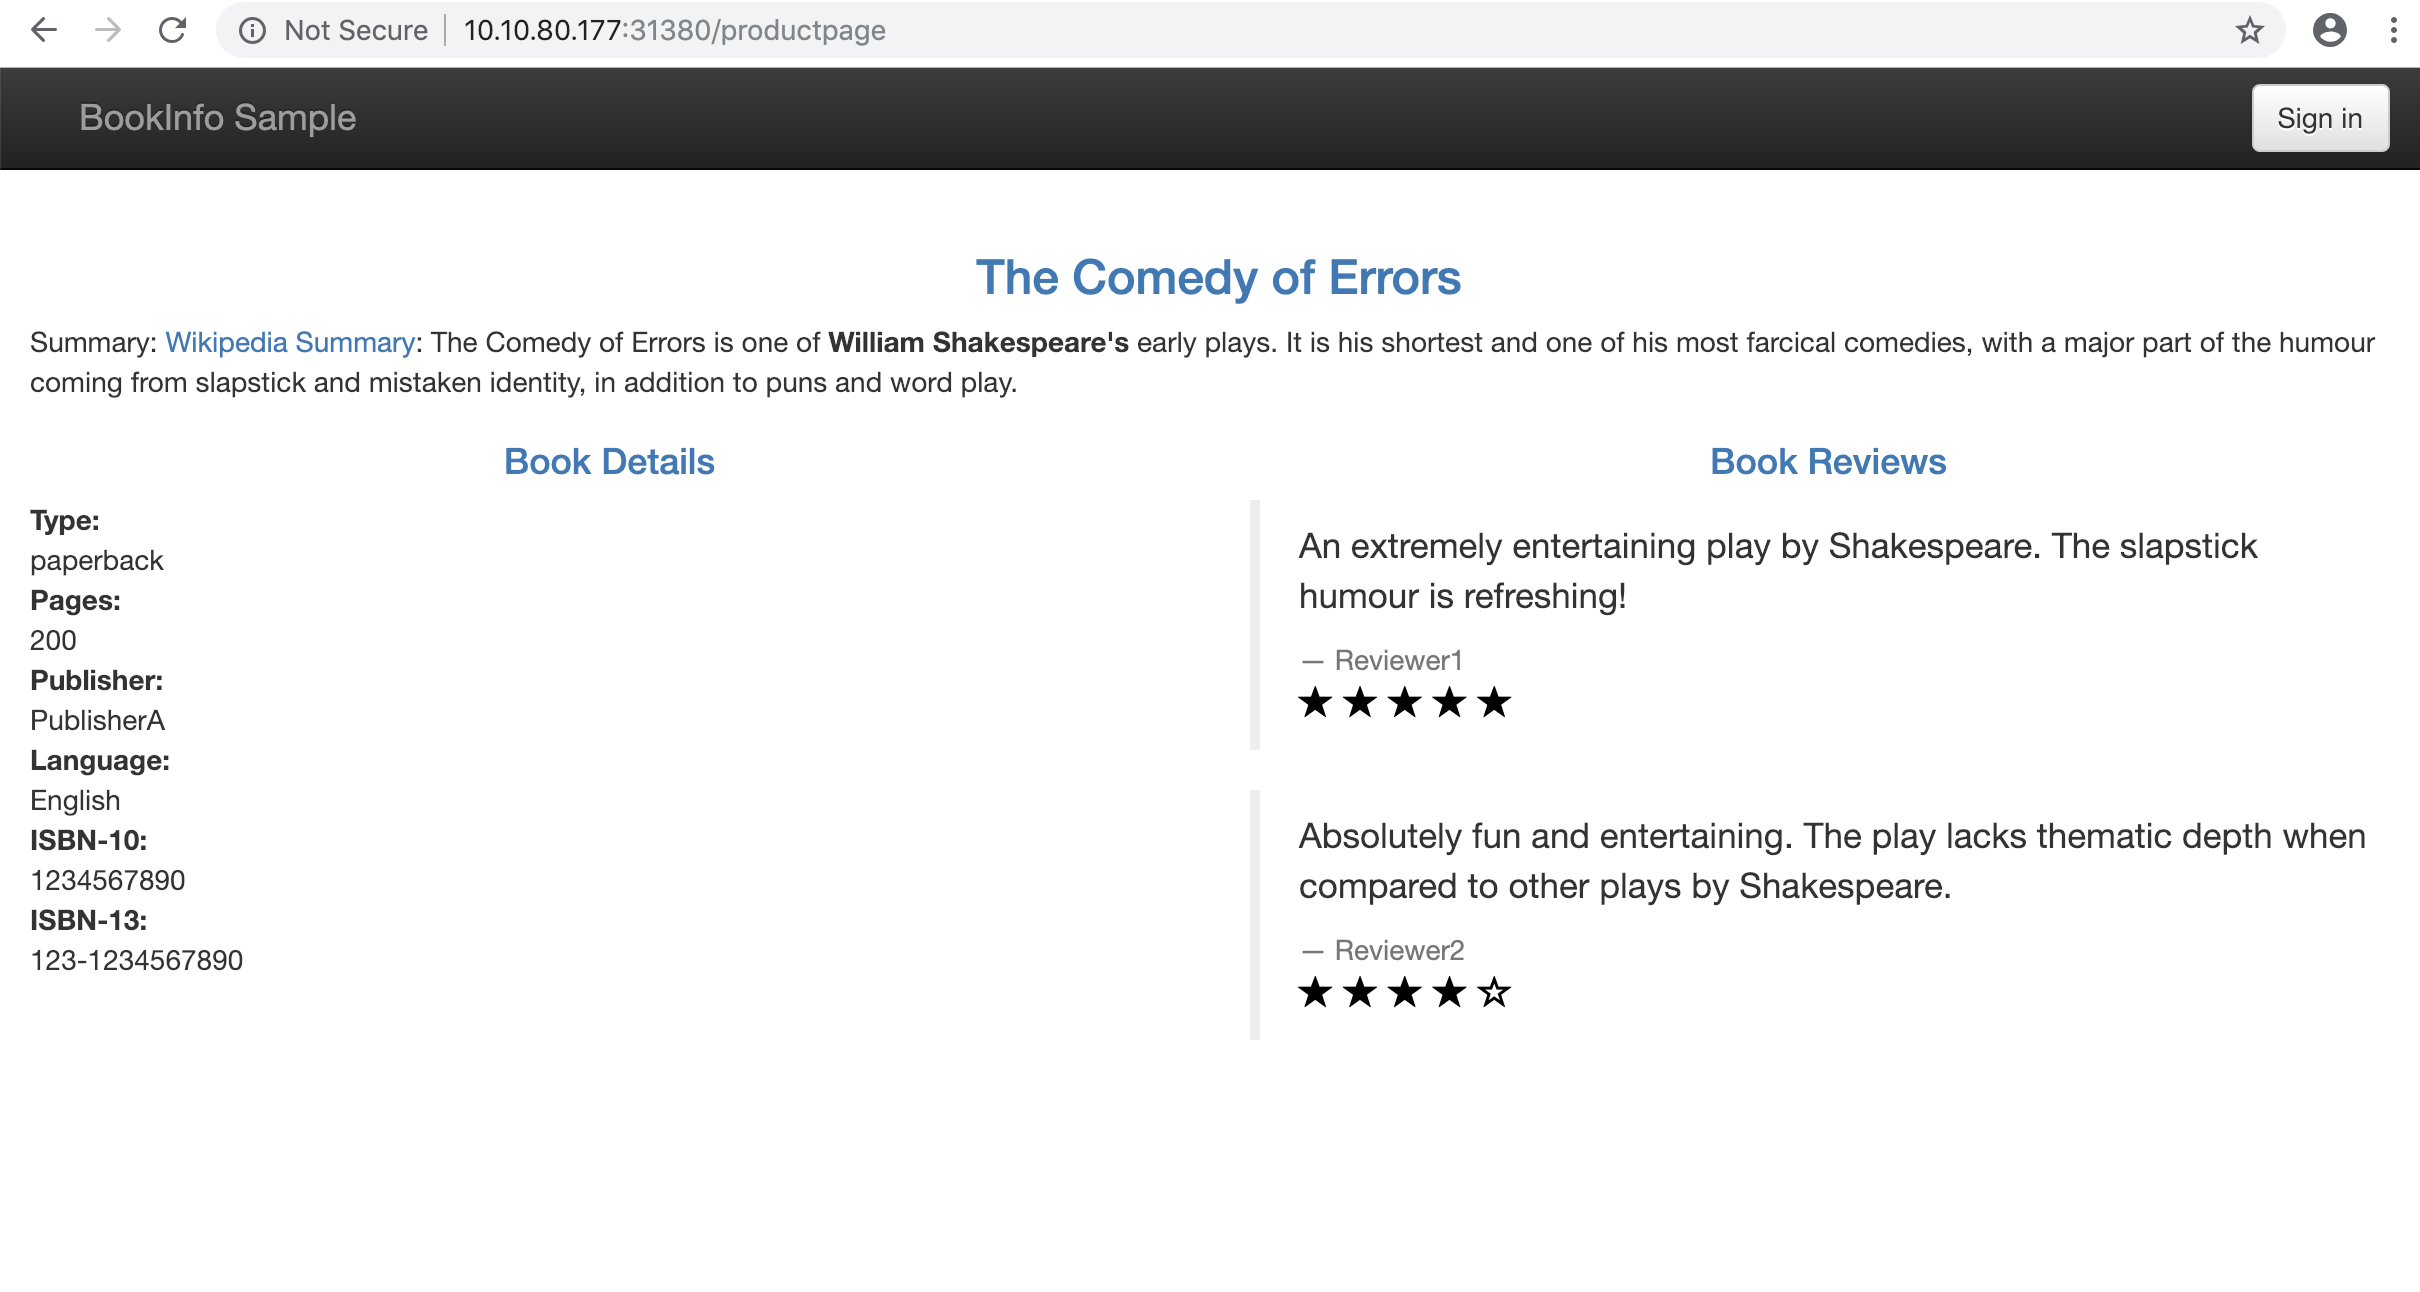 Not Secure | 10.10.80.177:31380/productpage
BookInfo Sample
Sign in
The Comedy of Errors
Summary: Wikipedia Summary: The Comedy of Errors is one of William Shakespeare's early plays. It is his shortest and one of his most farcical comedies, with a major part of the humour
coming from slapstick and mistaken identity, in addition to puns and word play.
Book Details
Type:
paperback
Pages:
200
Publisher:
PublisherA
Language:
English
ISBN-10:
1234567890
ISBN-13:
123-1234567890
Book Reviews
An extremely entertaining play by Shakespeare. The slapstick
humour is refreshing!
— Reviewer1
★★★★★
Absolutely fun and entertaining. The play lacks thematic depth when
compared to other plays by Shakespeare.
— Reviewer2
★★★★☆